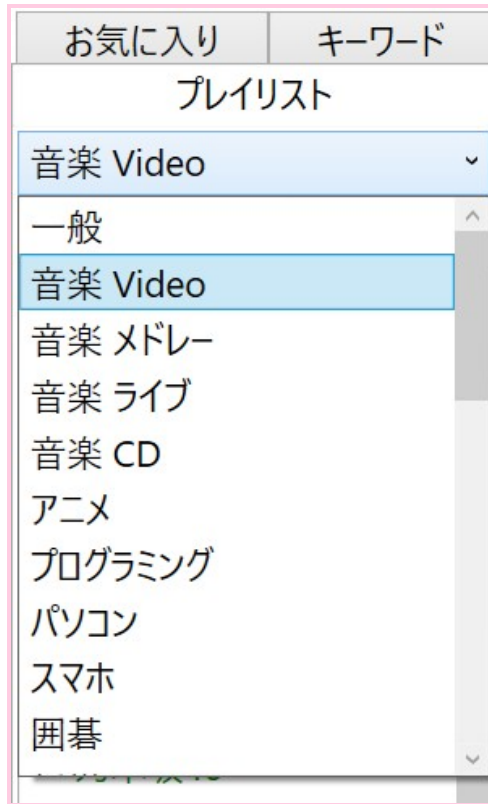 お気に入り キーワード
プレイリスト
音楽 Video
一般
音楽 Video
音楽 メドレー
音楽 ライブ
音楽 CD
アニメ
プログラミング
パソコン
スマホ
囲碁